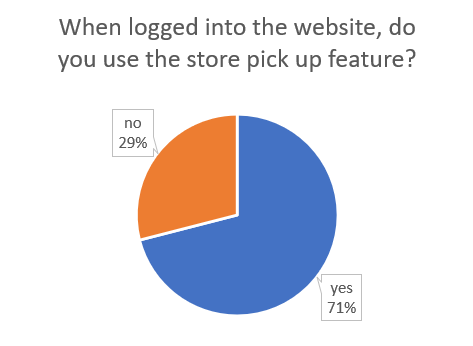 When logged into the website, do
you use the store pick up feature?
no
29%
yes
71%